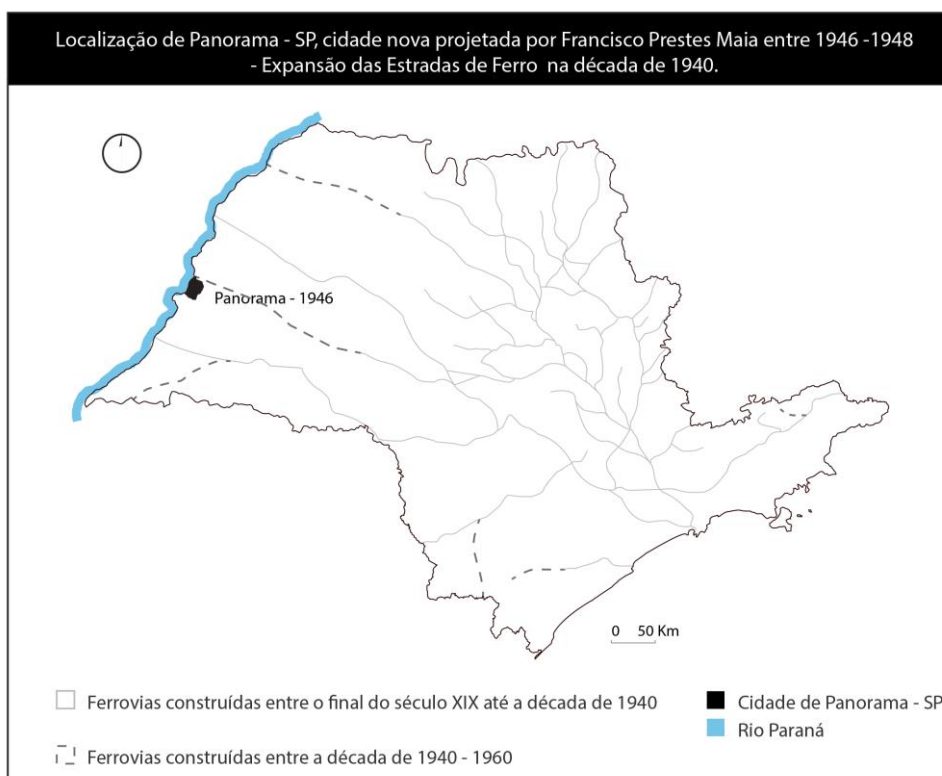 Localização de Panorama - SP, cidade nova projetada por Francisco Prestes Maia entre 1946 -1948
- Expansão das Estradas de Ferro na década de 1940.
Panorama - 1946
0 50 Km
Ferrovias construídas entre o final do século XIX até a década de 1940
Cidade de Panorama - SP
Rio Paraná
Ferrovias construídas entre a década de 1940 - 1960